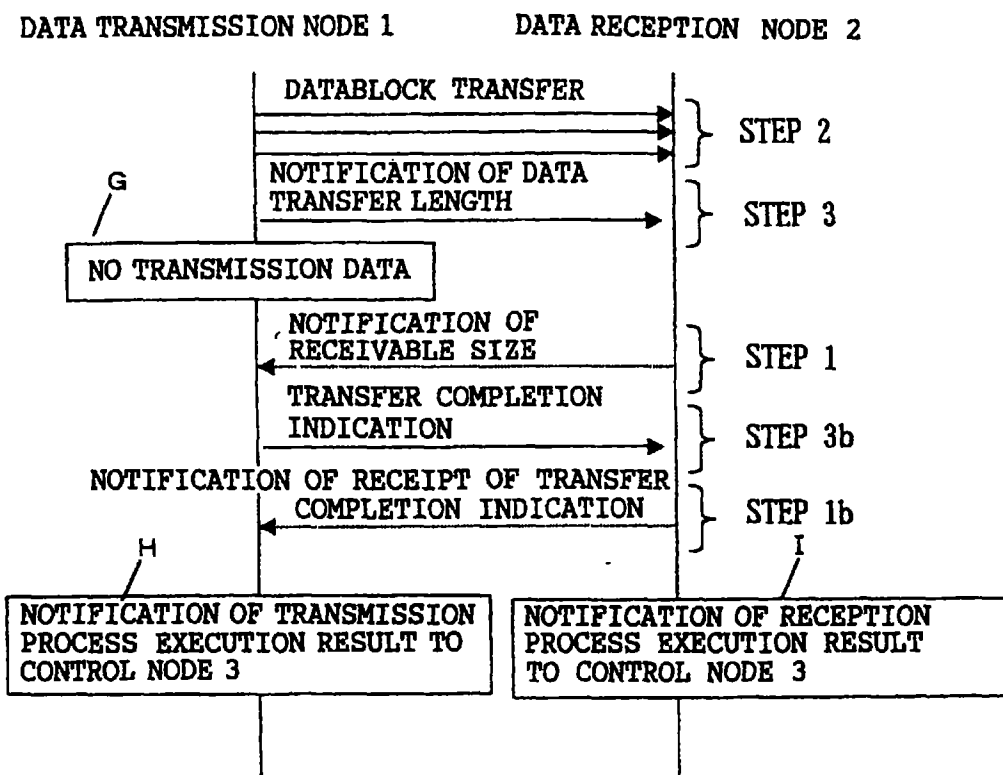 DATA TRANSMISSION NODE 1
DATA RECEPTION NODE 2
DATABLOCK TRANSFER
STEP 2
NOTIFICATION OF DATA
TRANSFER LENGTH
STEP 3
G
NO TRANSMISSION DATA
NOTIFICATION OF
RECEIVABLE SIZE
STEP 1
TRANSFER COMPLETION
INDICATION
STEP 3b
NOTIFICATION OF RECEIPT OF TRANSFER
COMPLETION INDICATION
STEP 1b
H
I
NOTIFICATION OF TRANSMISSION
PROCESS EXECUTION RESULT TO
CONTROL NODE 3
NOTIFICATION OF RECEPTION
PROCESS EXECUTION RESULT
TO CONTROL NODE 3